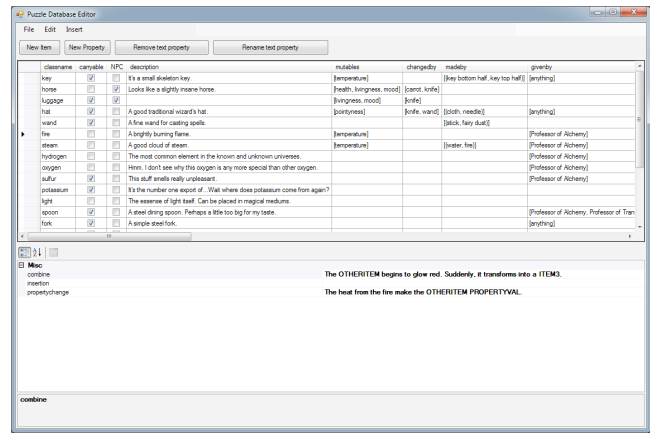 Puzzle Database Editor
File Edit Insert
New Item New Property Remove text property Rename text property
classname carryable NPC description mutables changedby madeby givenby
key It's a small skeleton key. [temperature] [(key bottom half, key top half)] [anything]
horse Looks like a slightly insane horse. [health, livingness, mood] [carrot, knife]
luggage [livingness, mood] [knife]
hat A good traditional wizard's hat. [pointyness] [knife, wand] [(cloth, needle)] [anything]
wand A fine wand for casting spells. [(stick, fairy dust)]
fire A brightly burning flame. [temperature] [Professor of Alchemy]
steam A good cloud of steam. [temperature] [(water, fire)] [Professor of Alchemy]
hydrogen The most common element in the known and unknown universes. [Professor of Alchemy]
oxygen Hmm. I don't see why this oxygen is any more special than other oxygen. [Professor of Alchemy]
sulfur This stuff smells really unpleasant. [Professor of Alchemy]
potassium It's the number one export of...Wait where does potassium come from again?
light The essence of light itself. Can be placed in magical mediums.
spoon A steel dining spoon. Perhaps a little too big for my taste. [Professor of Alchemy, Professor of Tran
fork A simple steel fork. [anything]
Misc
combine The OTHERITEM begins to glow red. Suddenly, it transforms into a ITEM3.
insertion
propertychange The heat from the fire make the OTHERITEM PROPERTYVAL.
combine